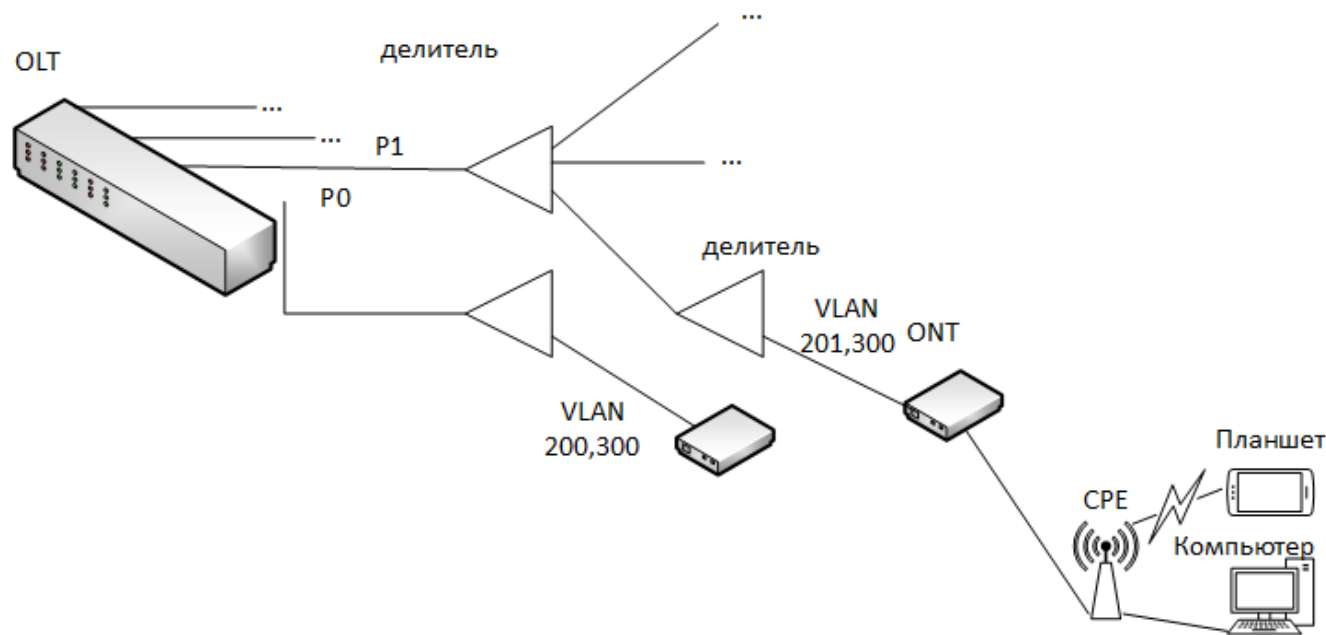 ...
делитель
OLT
...
...
P1
...
P0
делитель
VLAN
201,300
ONT
VLAN
200,300
Планшет
CPE
Компьютер